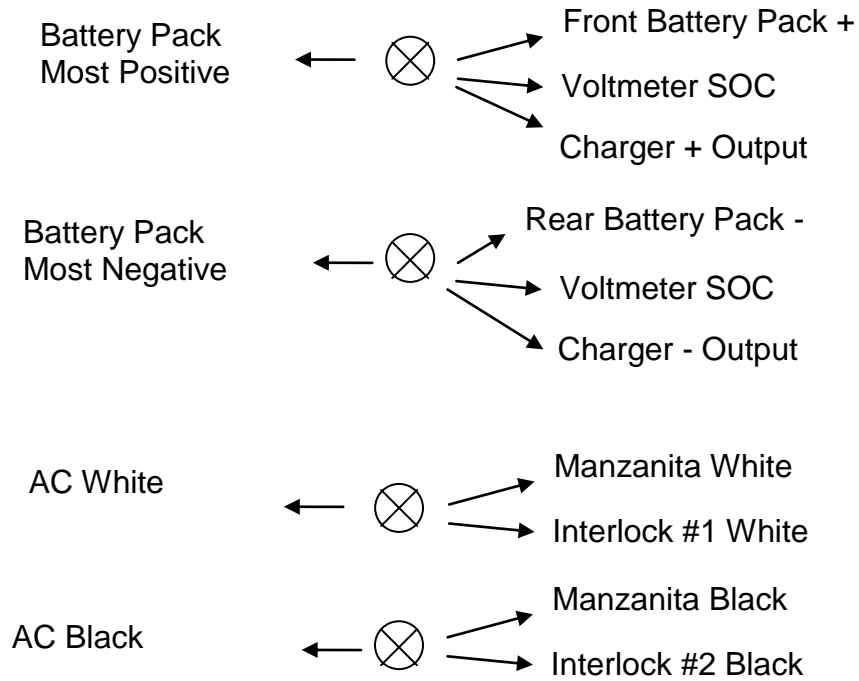 Battery Pack
Most Positive
Front Battery Pack +
Voltmeter SOC
Charger + Output
Battery Pack
Most Negative
Rear Battery Pack -
Voltmeter SOC
Charger - Output
AC White
Manzanita White
Interlock #1 White
AC Black
Manzanita Black
Interlock #2 Black